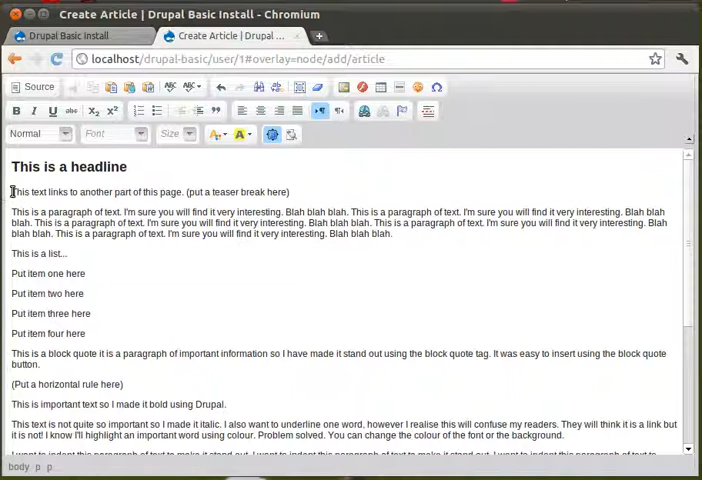 Create Article | Drupal Basic Install - Chromium
Drupal Basic Install
Create Article | Drupal ...
localhost/drupal-basic/user/1#overlay=node/add/article
Source
B I U abc X₂ X²
Normal Font Size A A
This is a headline
This text links to another part of this page. (put a teaser break here)
This is a paragraph of text. I'm sure you will find it very interesting. Blah blah blah. This is a paragraph of text. I'm sure you will find it very interesting. Blah blah
blah. This is a paragraph of text. I'm sure you will find it very interesting. Blah blah blah. This is a paragraph of text. I'm sure you will find it very interesting. Blah
blah blah. This is a paragraph of text. I'm sure you will find it very interesting. Blah blah blah.
This is a list...
Put item one here
Put item two here
Put item three here
Put item four here
This is a block quote it is a paragraph of important information so I have made it stand out using the block quote tag. It was easy to insert using the block quote
button.
(Put a horizontal rule here)
This is important text so I made it bold using Drupal.
This text is not quite so important so I made it italic. I also want to underline one word, however I realise this will confuse my readers. They will think it is a link but
it is not! I know I'll highlight an important word using colour. Problem solved. You can change the colour of the font or the background.
body p p